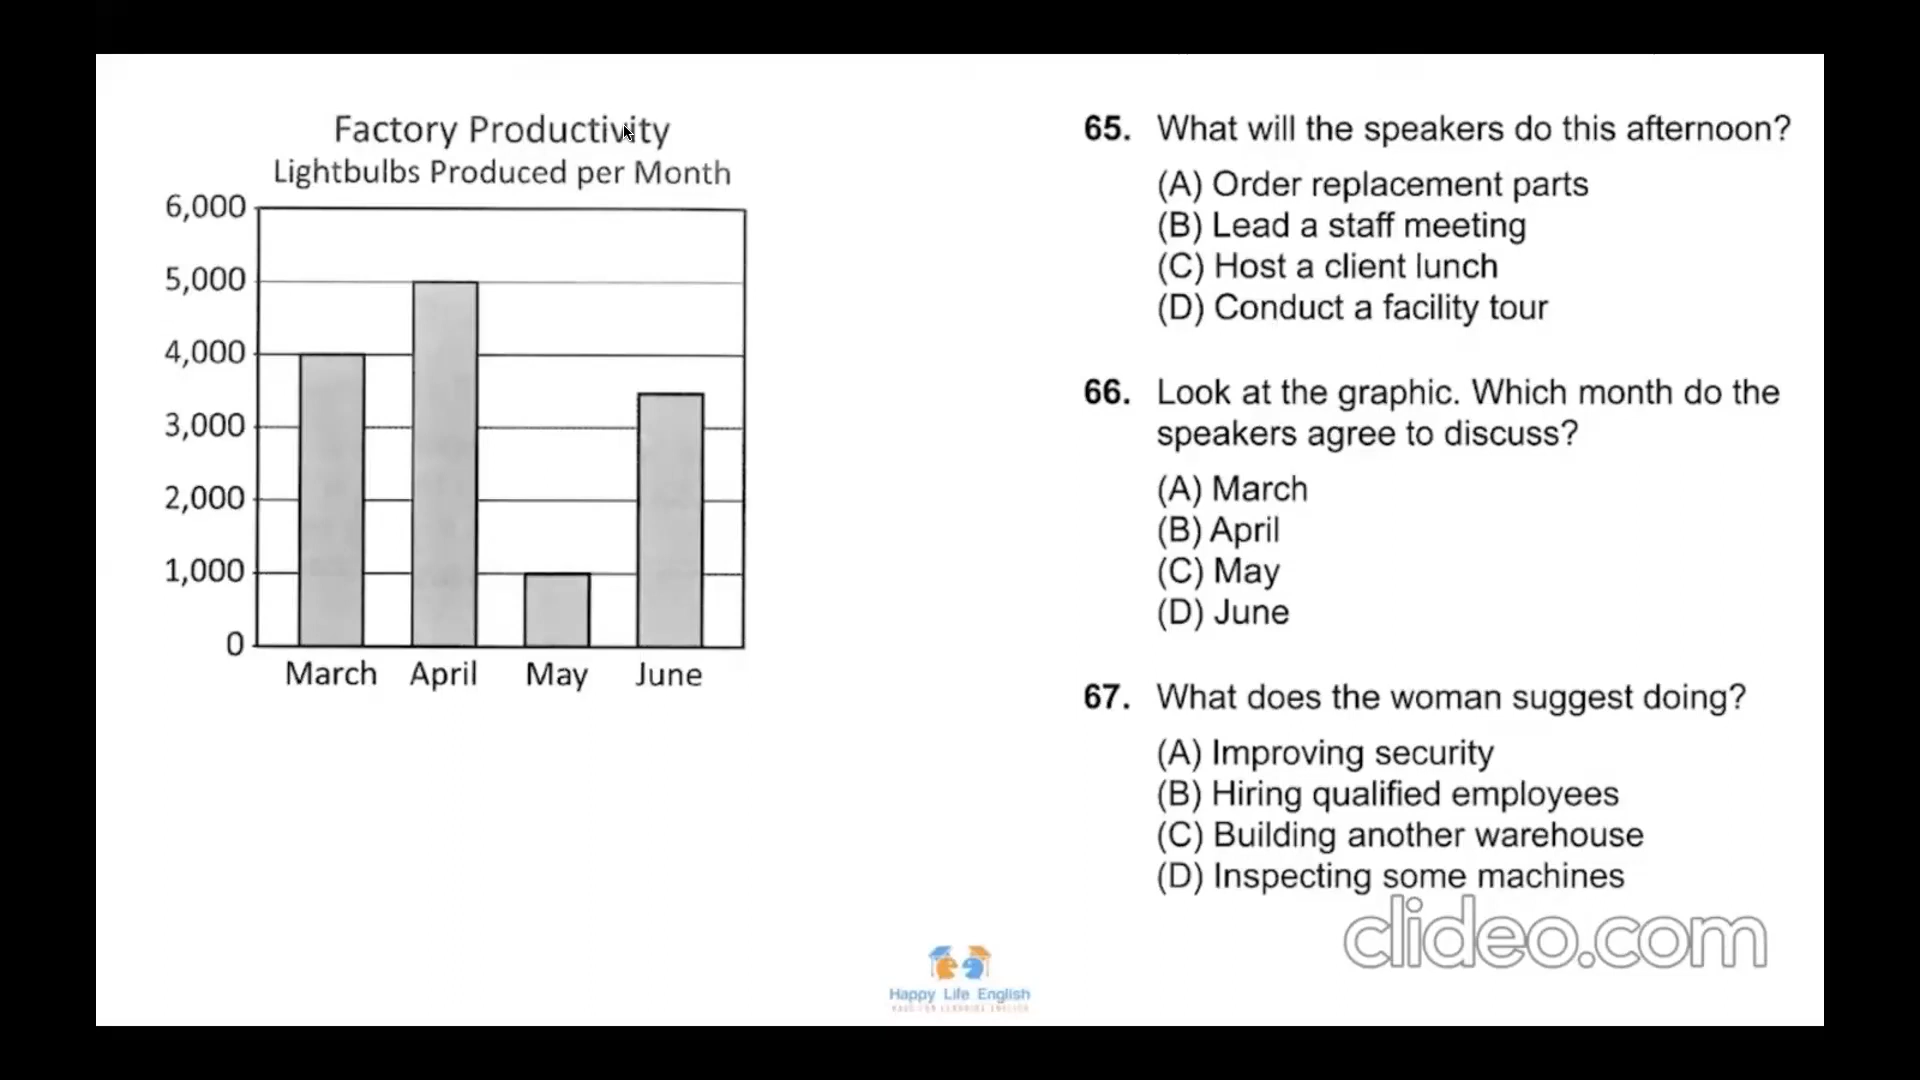 Factory Productivity
Lightbulbs Produced per Month
6,000
5,000
4,000
3,000
2,000
1,000
0
March April May June
65. What will the speakers do this afternoon?
(A) Order replacement parts
(B) Lead a staff meeting
(C) Host a client lunch
(D) Conduct a facility tour
66. Look at the graphic. Which month do the
speakers agree to discuss?
(A) March
(B) April
(C) May
(D) June
67. What does the woman suggest doing?
(A) Improving security
(B) Hiring qualified employees
(C) Building another warehouse
(D) Inspecting some machines
clideo.com
Happy Life English